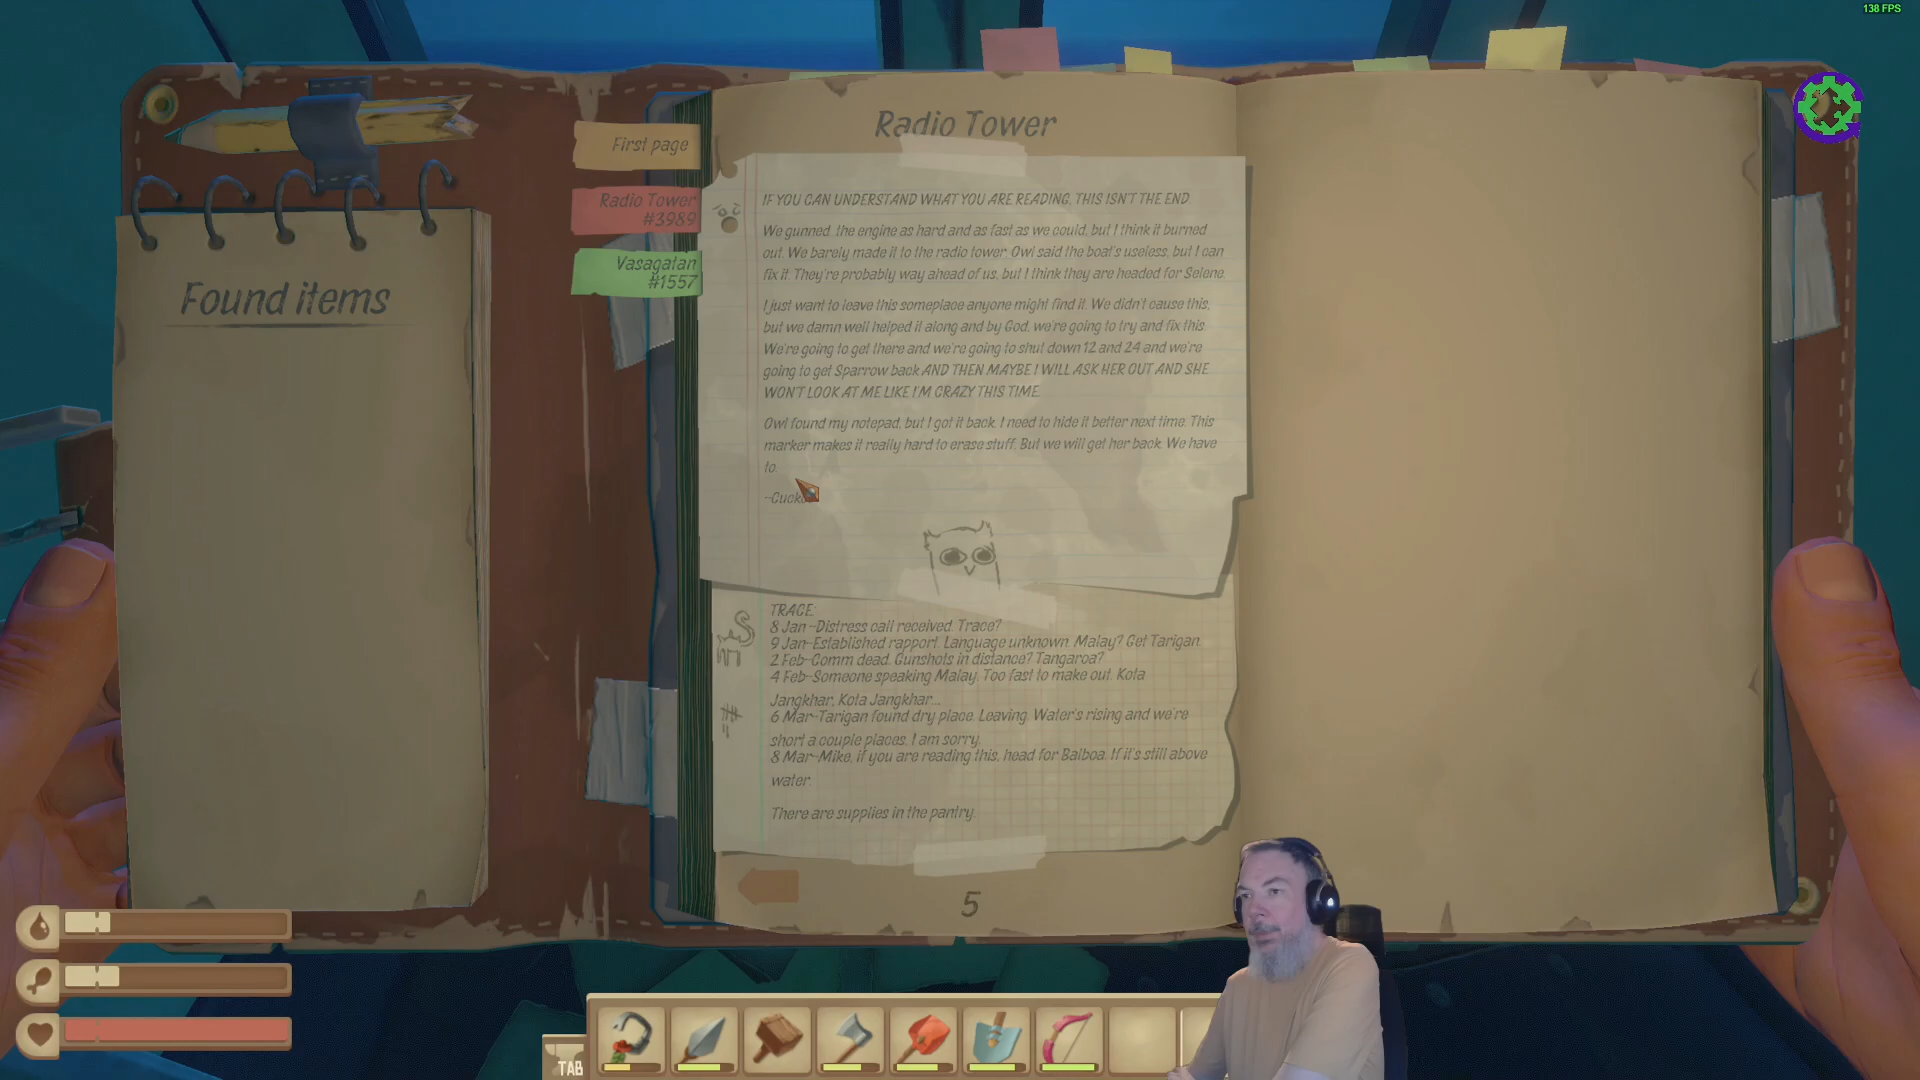 138 FPS
Radio Tower
First page
Radio Tower
#3989
Vasagatan
#1557
Found items
IF YOU CAN UNDERSTAND WHAT YOU ARE READING, THIS ISN'T THE END.
We gunned the engine as hard and as fast as we could, but I think it burned
out. We barely made it to the radio tower. Owl said the boat's useless, but I can
fix it. They're probably way ahead of us, but I think they are headed for Selene.
I just want to leave this someplace anyone might find it. We didn't cause this,
but we damn well helped it along and by God, we're going to try and fix this.
We're going to get there and we're going to shut down 12 and 24 and we're
going to get Sparrow back AND THEN MAYBE I WILL ASK HER OUT AND SHE
WON'T LOOK AT ME LIKE I'M CRAZY THIS TIME.
Owl found my notepad, but I got it back. I need to hide it better next time. This
marker makes it really hard to erase stuff. But we will get her back. We have
to.
TRACE:
8 Jan--Distress call received. Trace?
9 Jan--Established rapport. Language unknown. Malay? Get Tarigan.
2 Feb--Comm dead. Gunshots in distance? Tangaroa?
4 Feb--Someone speaking Malay. Too fast to make out. Kota
Jangkhar, Kota Jangkhar...
6 Mar--Tarigan found dry place. Leaving. Water's rising and we're
short a couple places. I am sorry.
8 Mar--Mike, if you are reading this, head for Balboa. If it's still above
water.
There are supplies in the pantry.
5
TAB